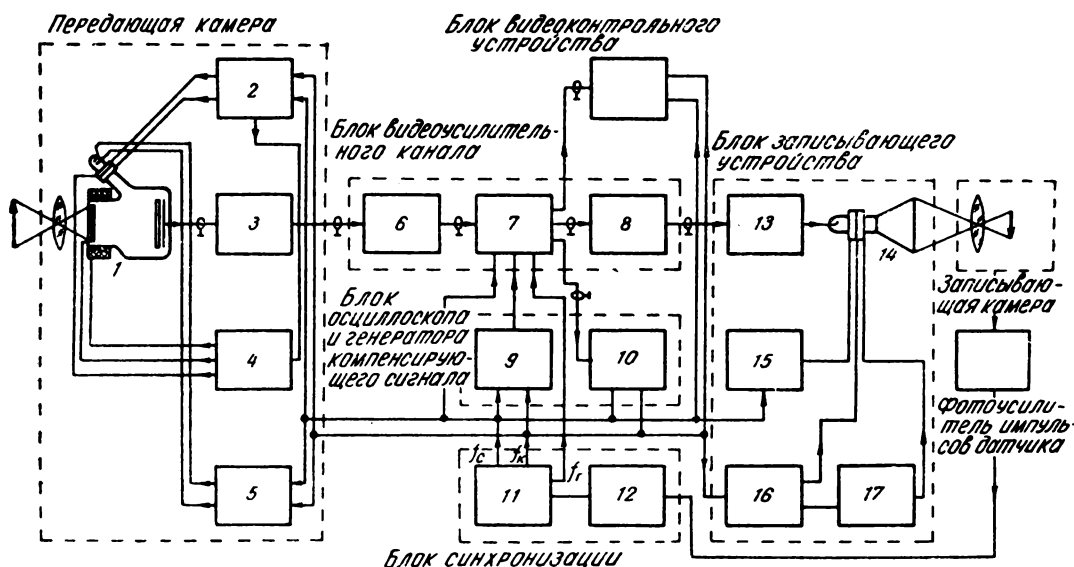 Передающая камера
Блок видеоконтрольного
устройства
2
Блок видеоусилитель-
ного канала
Блок записывающего
устройства
1
3
6
7
8
13
14
Блок
осциллоскопа
и генератора
компенсирую-
щего сигнала
Записываю-
щая камера
4
9
10
15
Фотоусили-
тель импуль-
сов датчика
fс
fк
fг
5
11
12
16
17
Блок синхронизации